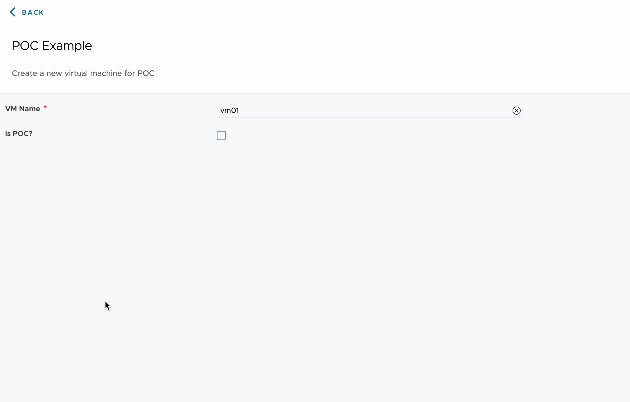 BACK
POC Example
Create a new virtual machine for POC
VM Name *
vm01
Is POC?